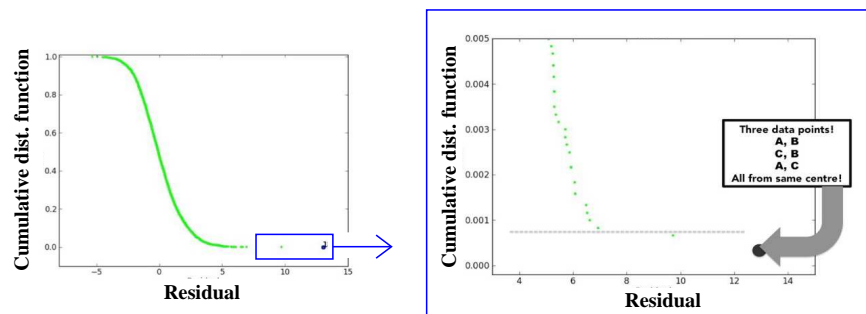 Cumulative dist. function
1.0
0.8
0.6
0.4
0.2
0.0
−5
0
5
10
15
Residual
Cumulative dist. function
0.005
0.004
0.003
0.002
0.001
0.000
4
6
8
10
12
14
Residual
Three data points!
A, B
C, B
A, C
All from same centre!